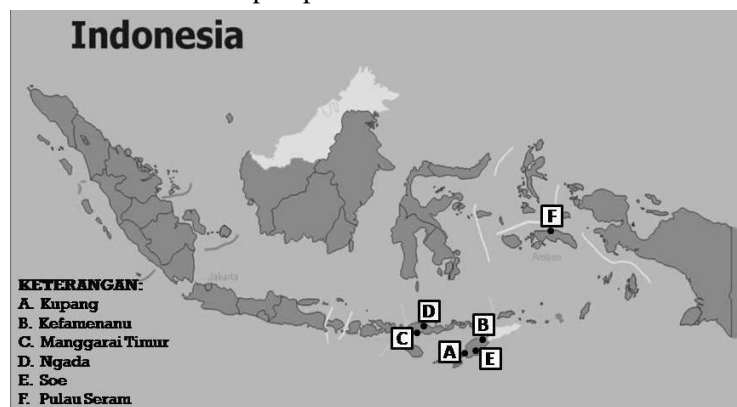 Indonesia
F
Ambon
Jakarta
KETERANGAN:
A. Kupang
B. Kefamenanu
C. Manggarai Timur
D. Ngada
E. Soe
F. Pulau Seram
D
C
B
A
E